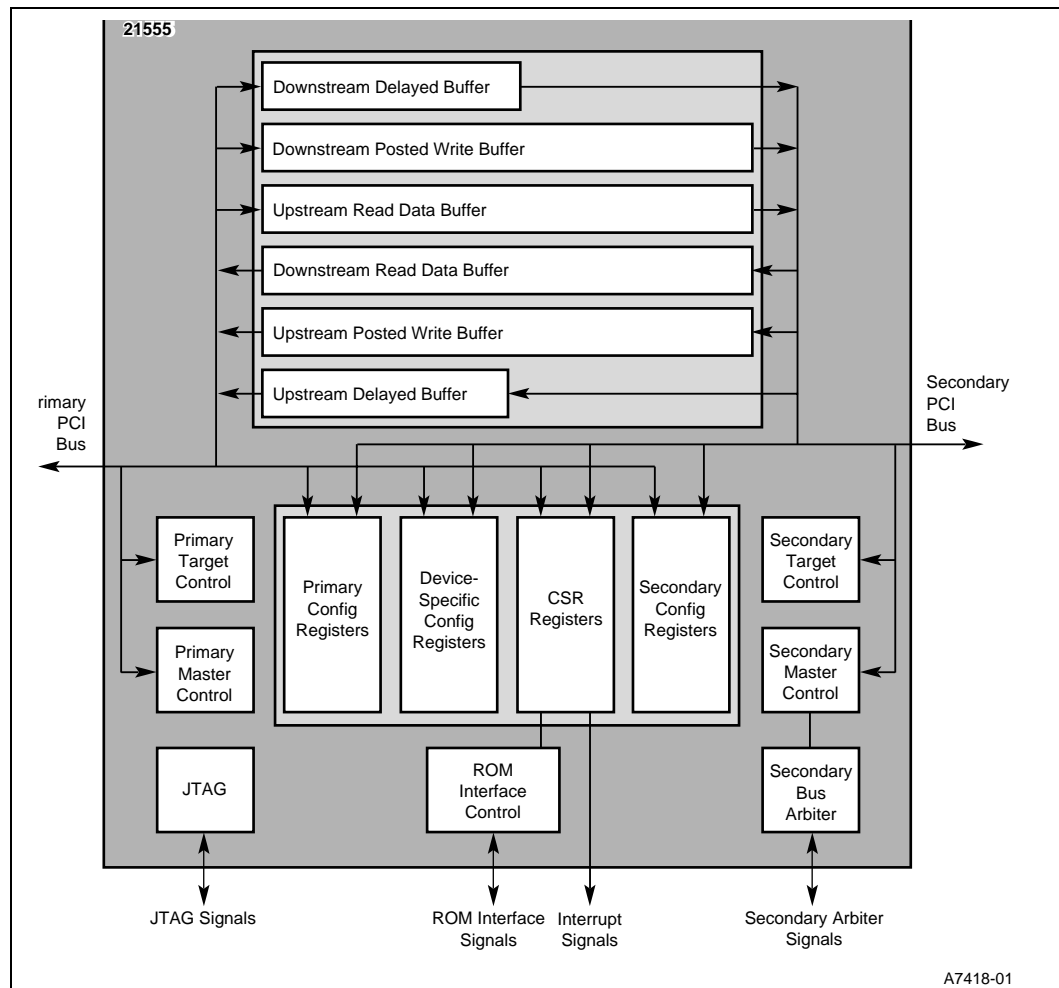 21555
Downstream Delayed Buffer
Downstream Posted Write Buffer
Upstream Read Data Buffer
Downstream Read Data Buffer
Upstream Posted Write Buffer
Upstream Delayed Buffer
rimary
PCI
Bus
Secondary
PCI
Bus
Primary
Target
Control
Primary
Config
Registers
Device-
Specific
Config
Registers
CSR
Registers
Secondary
Config
Registers
Secondary
Target
Control
Primary
Master
Control
Secondary
Master
Control
JTAG
ROM
Interface
Control
Secondary
Bus
Arbiter
JTAG Signals
ROM Interface
Signals
Interrupt
Signals
Secondary Arbiter
Signals
A7418-01